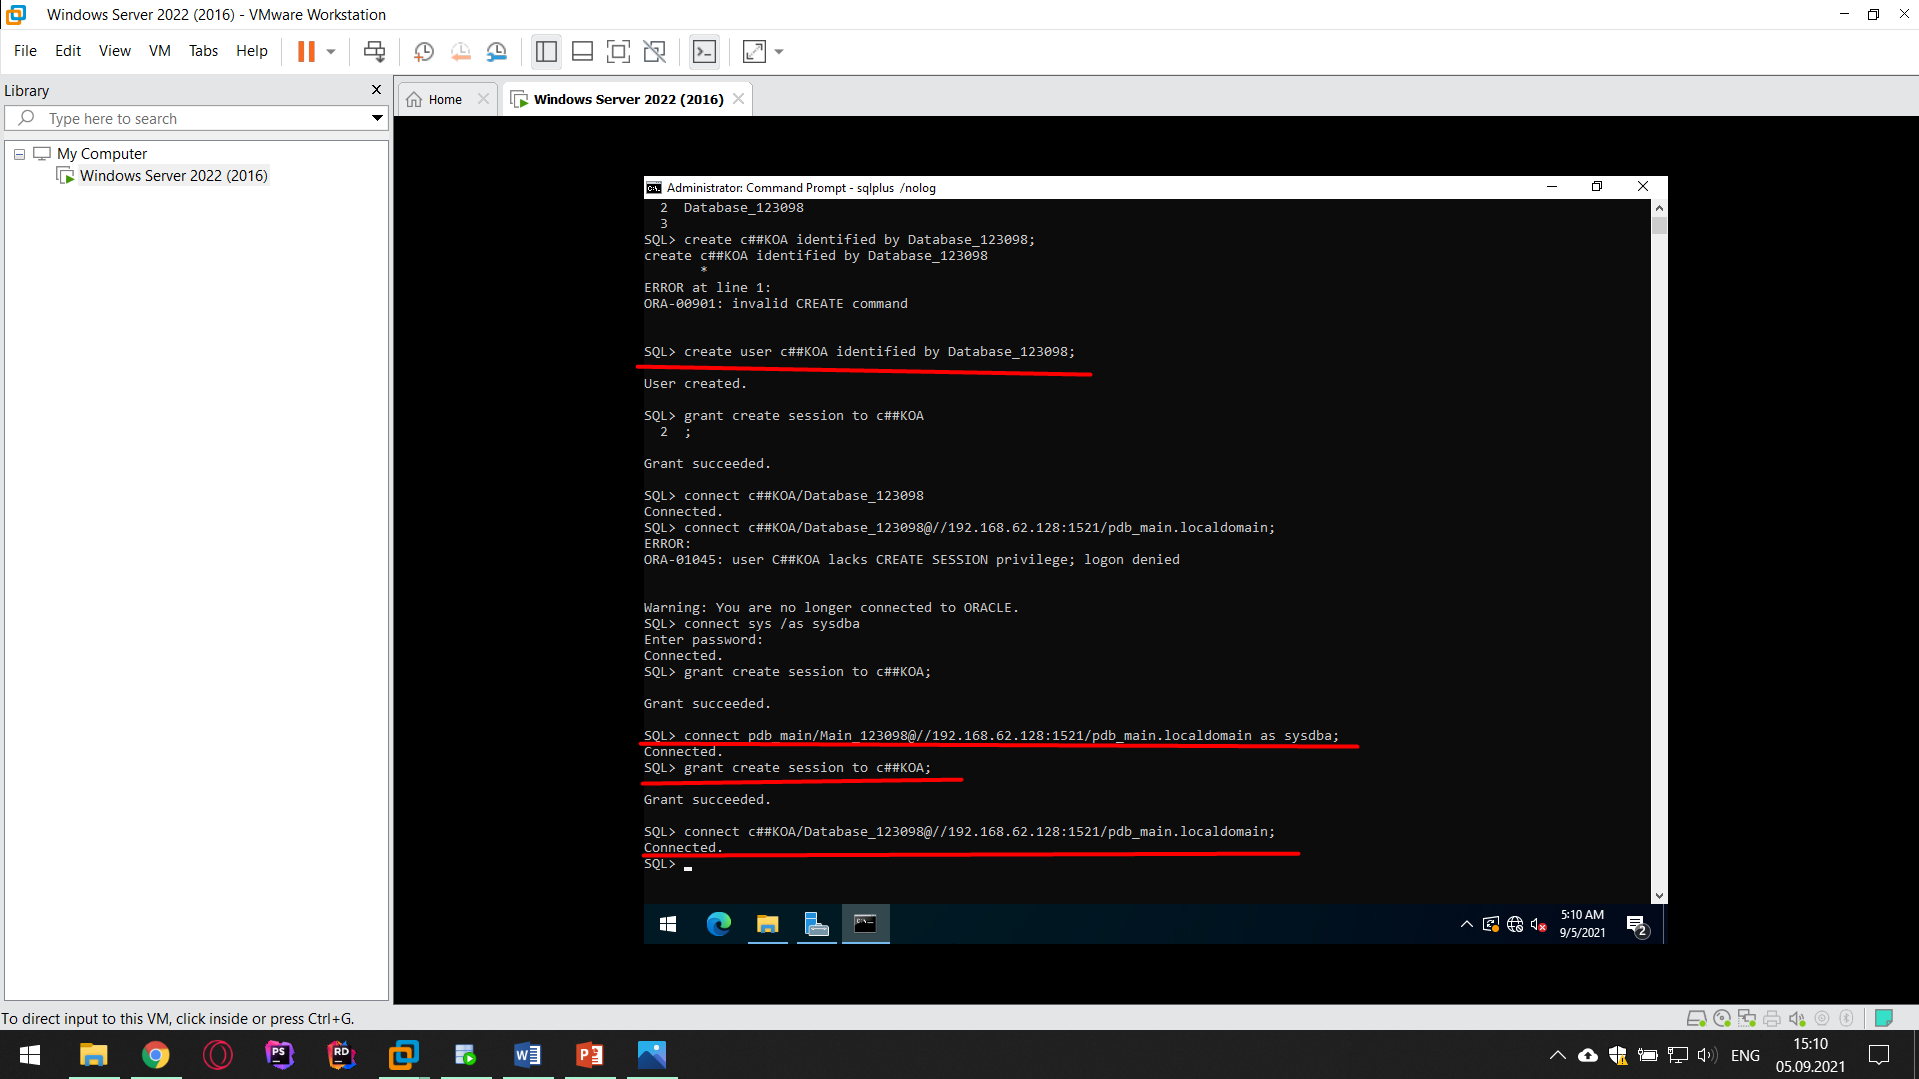 Windows Server 2022 (2016) - VMware Workstation
File Edit View VM Tabs Help
Library
Type here to search
My Computer
Windows Server 2022 (2016)
Home
Windows Server 2022 (2016)
Administrator: Command Prompt - sqlplus /nolog
2 Database_123098
3
SQL> create c##KOA identified by Database_123098;
create c##KOA identified by Database_123098
*
ERROR at line 1:
ORA-00901: invalid CREATE command
SQL> create user c##KOA identified by Database_123098;
User created.
SQL> grant create session to c##KOA
2 ;
Grant succeeded.
SQL> connect c##KOA/Database_123098
Connected.
SQL> connect c##KOA/Database_123098@//192.168.62.128:1521/pdb_main.localdomain;
ERROR:
ORA-01045: user C##KOA lacks CREATE SESSION privilege; logon denied
Warning: You are no longer connected to ORACLE.
SQL> connect sys /as sysdba
Enter password:
Connected.
SQL> grant create session to c##KOA;
Grant succeeded.
SQL> connect pdb_main/Main_123098@//192.168.62.128:1521/pdb_main.localdomain as sysdba;
Connected.
SQL> grant create session to c##KOA;
Grant succeeded.
SQL> connect c##KOA/Database_123098@//192.168.62.128:1521/pdb_main.localdomain;
Connected.
SQL>
5:10 AM
9/5/2021
2
To direct input to this VM, click inside or press Ctrl+G.
PS
RD
ENG
15:10
05.09.2021